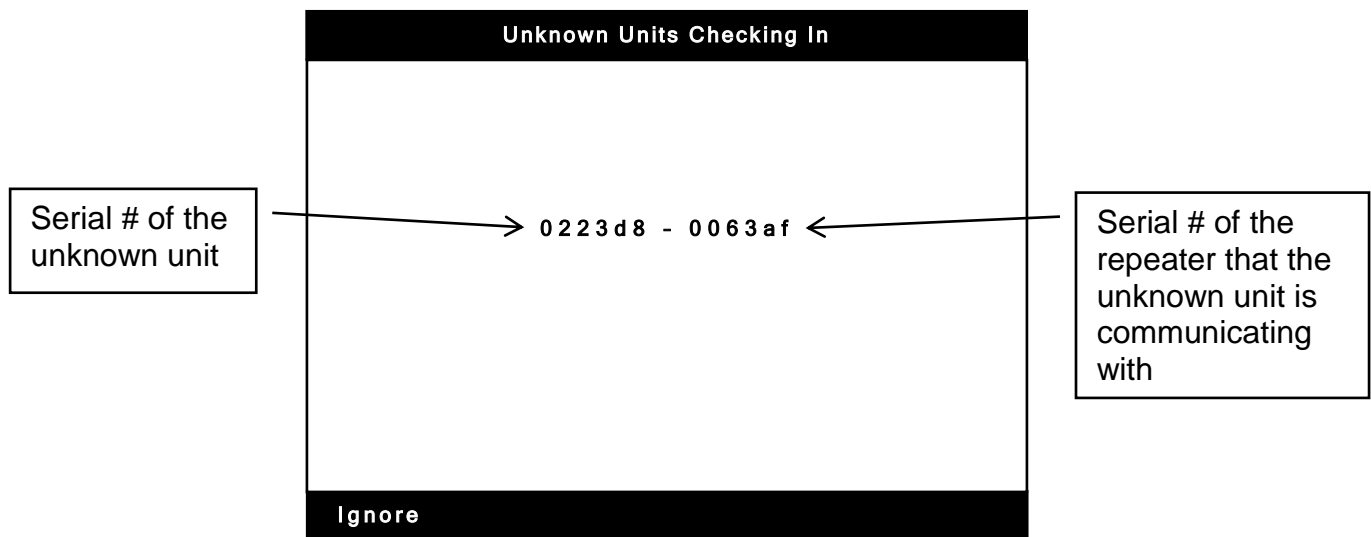 Unknown Units Checking In
Serial # of the
unknown unit
0223d8 - 0063af
Serial # of the
repeater that the
unknown unit is
communicating
with
Ignore